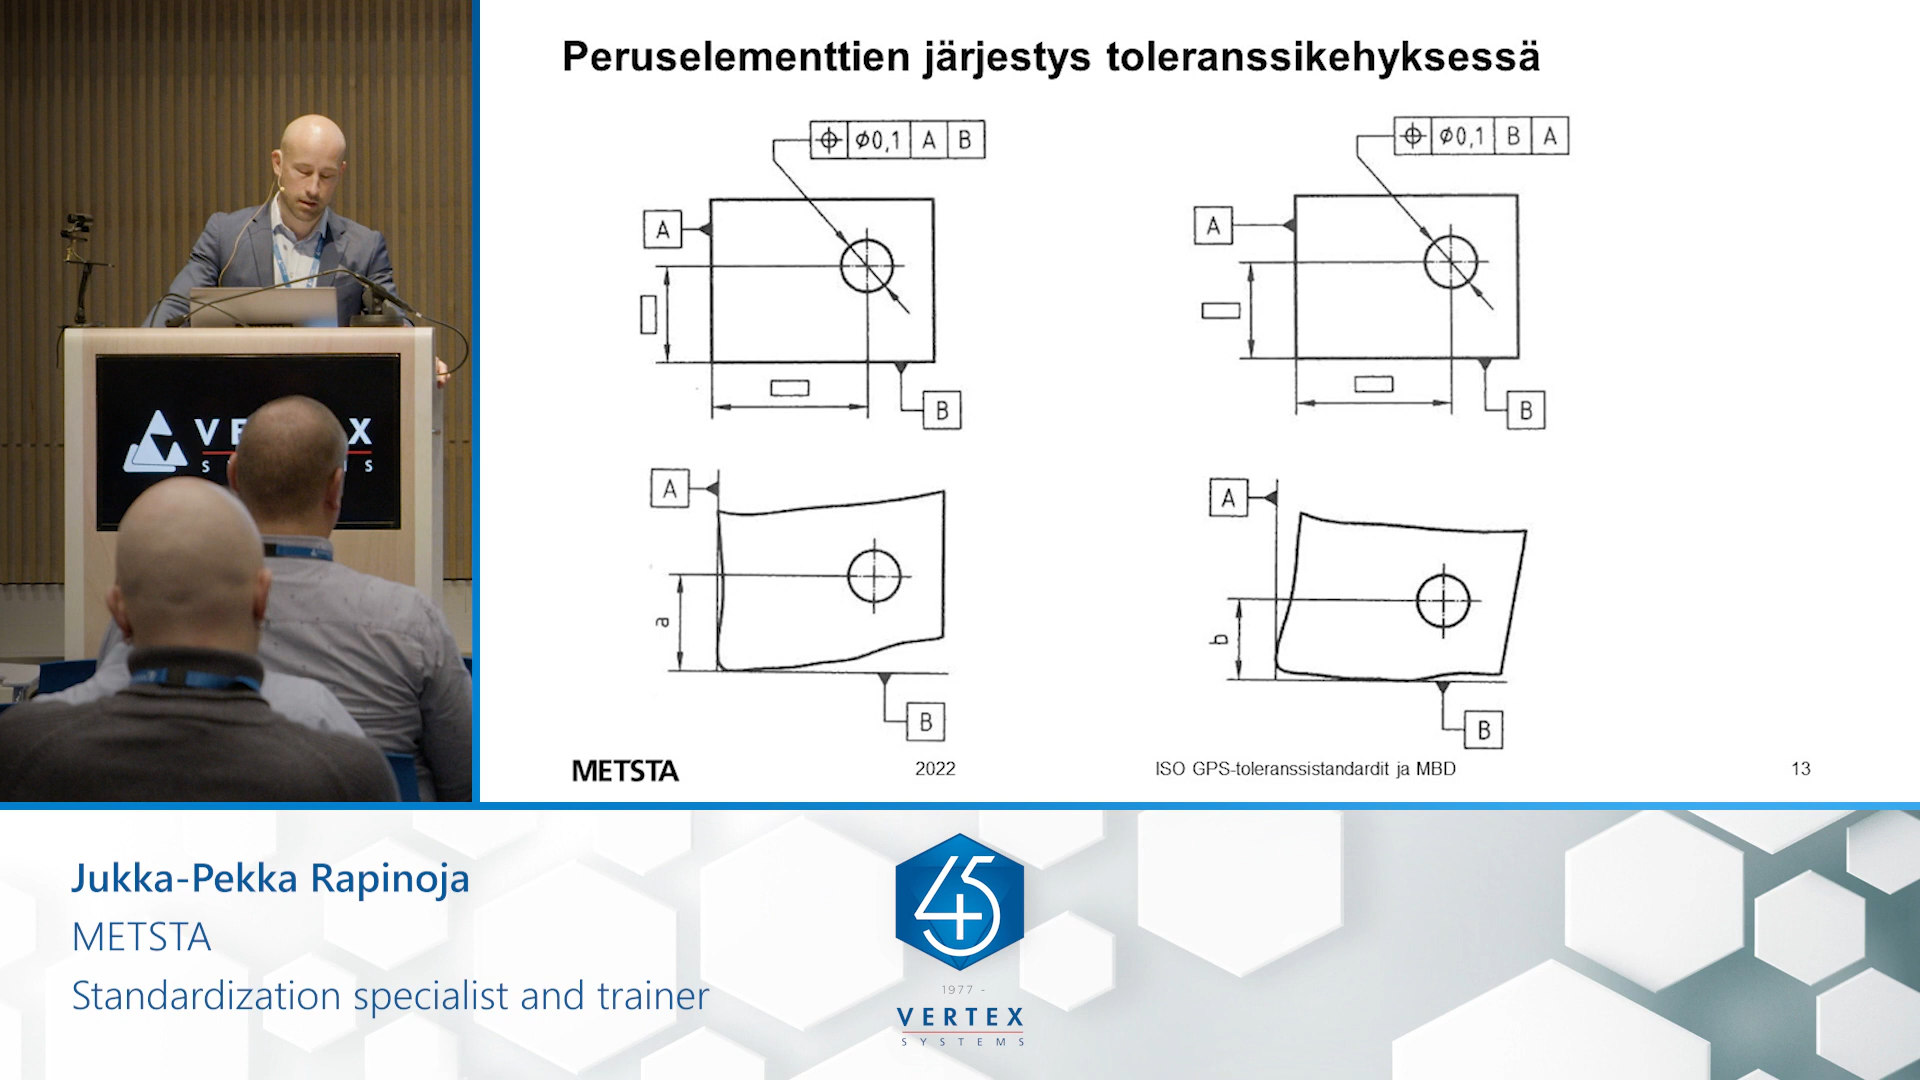 Peruselementtien järjestys toleranssikehyksessä
⌖ ⌀0,1 A B
A
B
⌖ ⌀0,1 B A
A
B
A
a
B
A
b
B
METSTA
2022
ISO GPS-toleranssistandardit ja MBD
13
Jukka-Pekka Rapinoja
METSTA
Standardization specialist and trainer
45
1977 -
VERTEX
SYSTEMS